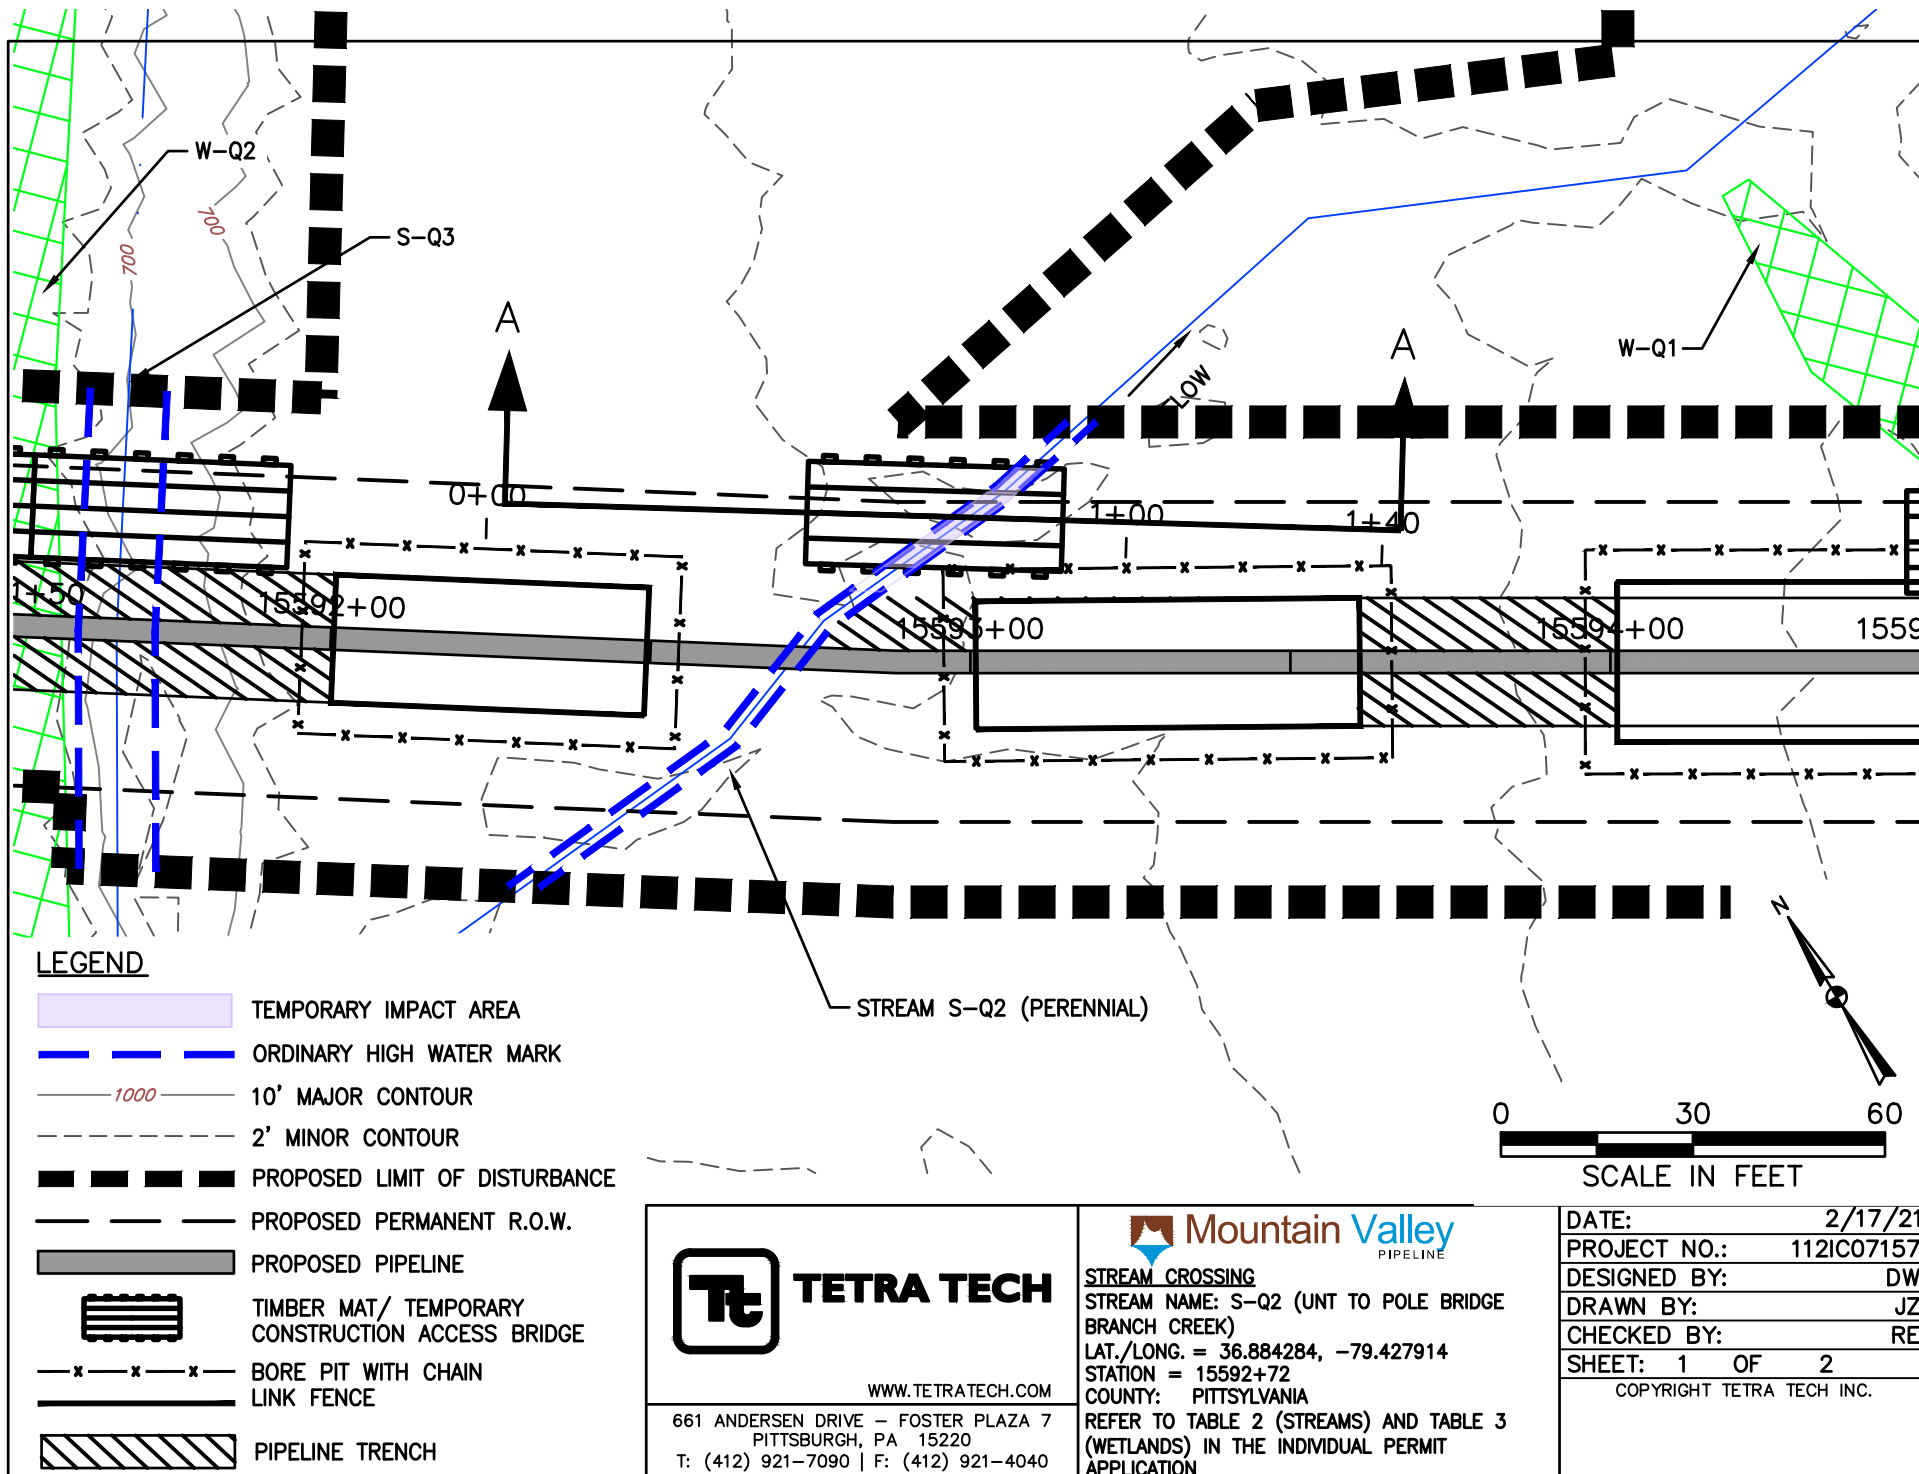 W-Q2
S-Q3
700
700
A
A
W-Q1
FLOW
0+00
1+00
1+40
1+50
15592+00
15593+00
15594+00
1559
STREAM S-Q2 (PERENNIAL)
N
LEGEND
TEMPORARY IMPACT AREA
ORDINARY HIGH WATER MARK
1000
10' MAJOR CONTOUR
2' MINOR CONTOUR
PROPOSED LIMIT OF DISTURBANCE
PROPOSED PERMANENT R.O.W.
PROPOSED PIPELINE
TIMBER MAT/ TEMPORARY
CONSTRUCTION ACCESS BRIDGE
BORE PIT WITH CHAIN
LINK FENCE
PIPELINE TRENCH
0 30 60
SCALE IN FEET
Tt TETRA TECH
WWW.TETRATECH.COM
661 ANDERSEN DRIVE - FOSTER PLAZA 7
PITTSBURGH, PA 15220
T: (412) 921-7090 | F: (412) 921-4040
Mountain Valley
PIPELINE
STREAM CROSSING
STREAM NAME: S-Q2 (UNT TO POLE BRIDGE
BRANCH CREEK)
LAT./LONG. = 36.884284, -79.427914
STATION = 15592+72
COUNTY: PITTSYLVANIA
REFER TO TABLE 2 (STREAMS) AND TABLE 3
(WETLANDS) IN THE INDIVIDUAL PERMIT
APPLICATION
DATE: 2/17/21
PROJECT NO.: 112IC07157
DESIGNED BY: DW
DRAWN BY: JZ
CHECKED BY: RE
SHEET: 1 OF 2
COPYRIGHT TETRA TECH INC.